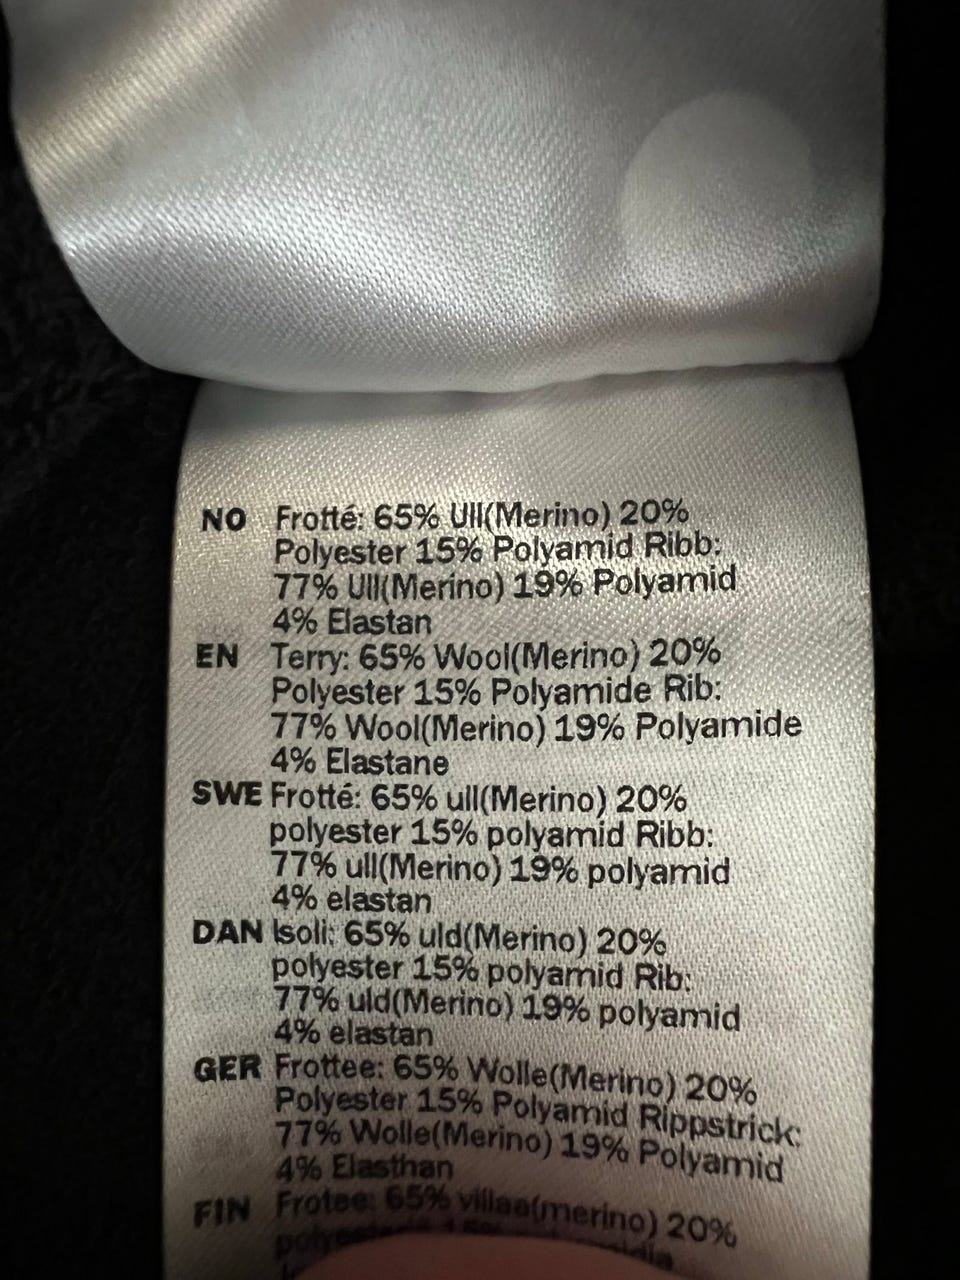 NO Frotté: 65% Ull(Merino) 20%
Polyester 15% Polyamid Ribb:
77% Ull(Merino) 19% Polyamid
4% Elastan
EN Terry: 65% Wool(Merino) 20%
Polyester 15% Polyamide Rib:
77% Wool(Merino) 19% Polyamide
4% Elastane
SWE Frotté: 65% ull(Merino) 20%
polyester 15% polyamid Ribb:
77% ull(Merino) 19% polyamid
4% elastan
DAN Isoli: 65% uld(Merino) 20%
polyester 15% polyamid Rib:
77% uld(Merino) 19% polyamid
4% elastan
GER Frottee: 65% Wolle(Merino) 20%
Polyester 15% Polyamid Rippstrick:
77% Wolle(Merino) 19% Polyamid
4% Elasthan
FIN Frotee: 65% villaa(merino) 20%
15%